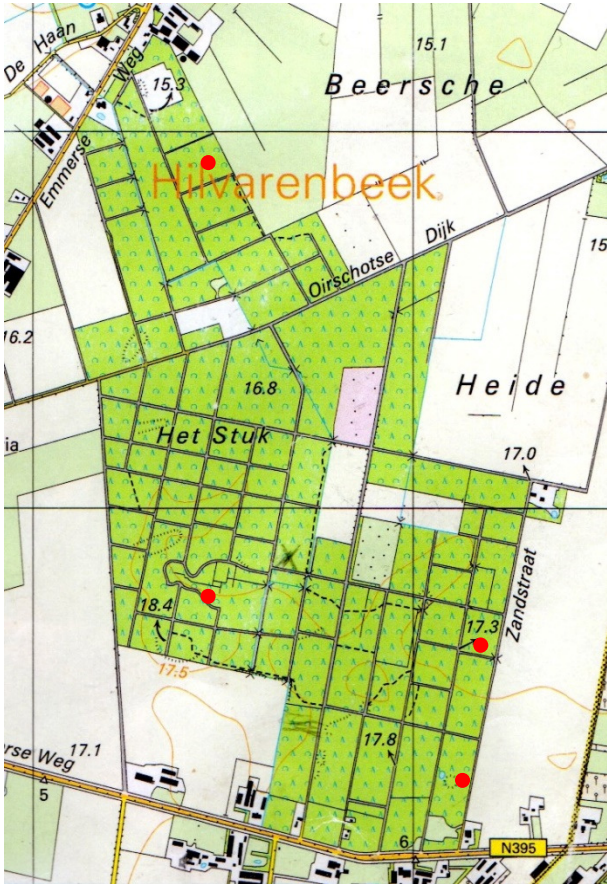 De Haan
Weg
Emmerse
15.3
15.1
Beersche
Hilvarenbeek
Oirschotse Dijk
15
16.2
16.8
Heide
Het Stuk
ia
17.0
Zandstraat
18.4
17.3
17.5
17.8
rse Weg
17.1
5
6
N395